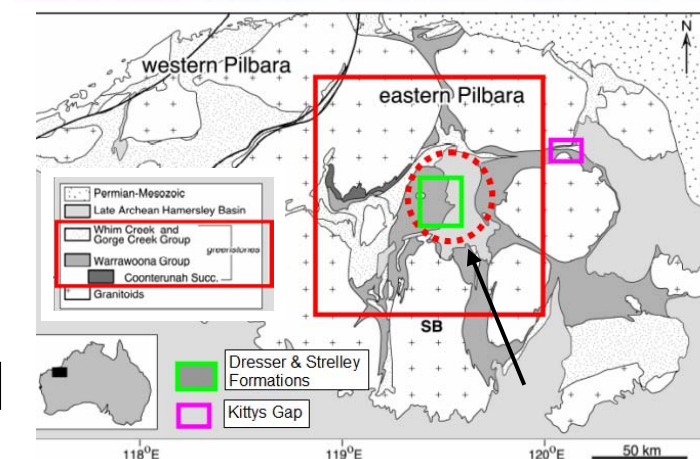 western Pilbara
eastern Pilbara
N
Permian-Mesozoic
Late Archean Hamersley Basin
Whim Creek and
Gorge Creek Group
greenstones
Warrawoona Group
Coonterunah Succ.
Granitoids
SB
Dresser & Strelley
Formations
Kittys Gap
118°E
119°E
120°E
50 km